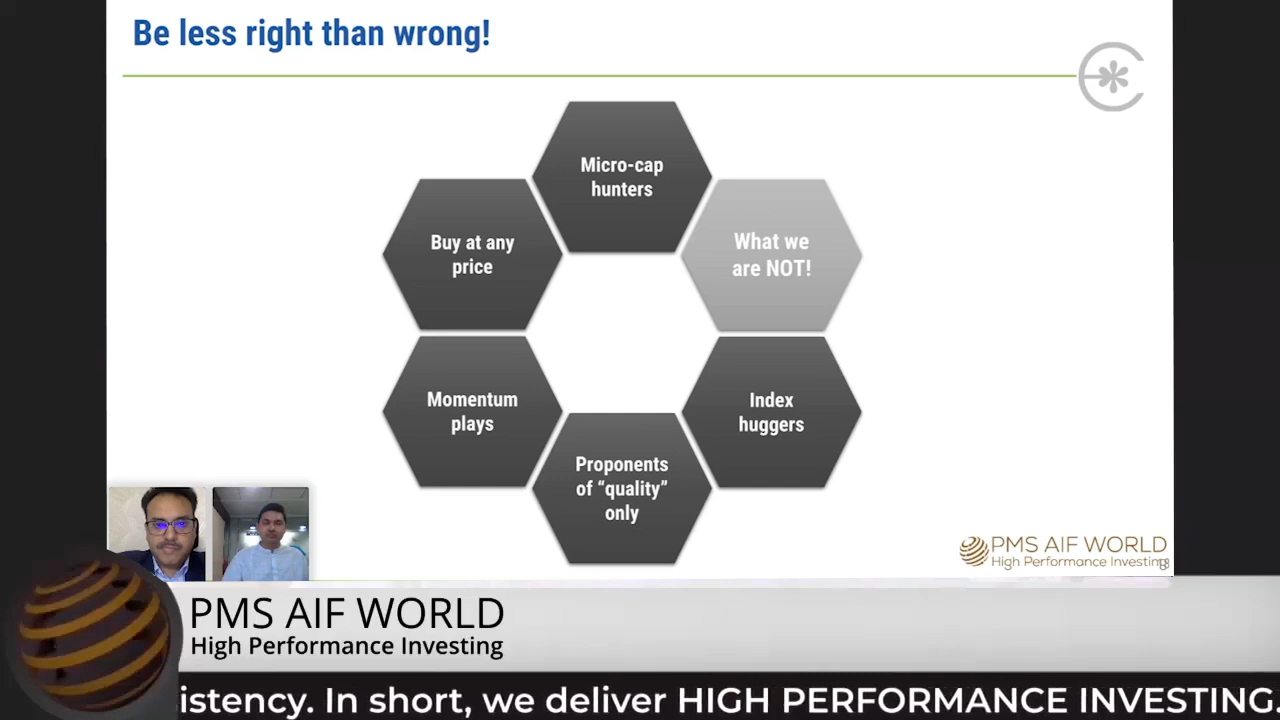 Be less right than wrong!
Micro-cap
hunters
What we
are NOT!
Buy at any
price
Momentum
plays
Index
huggers
Proponents
of “quality”
only
PMS AIF WORLD
High Performance Investing
PMS AIF WORLD
High Performance Investing
istency. In short, we deliver HIGH PERFORMANCE INVESTING.